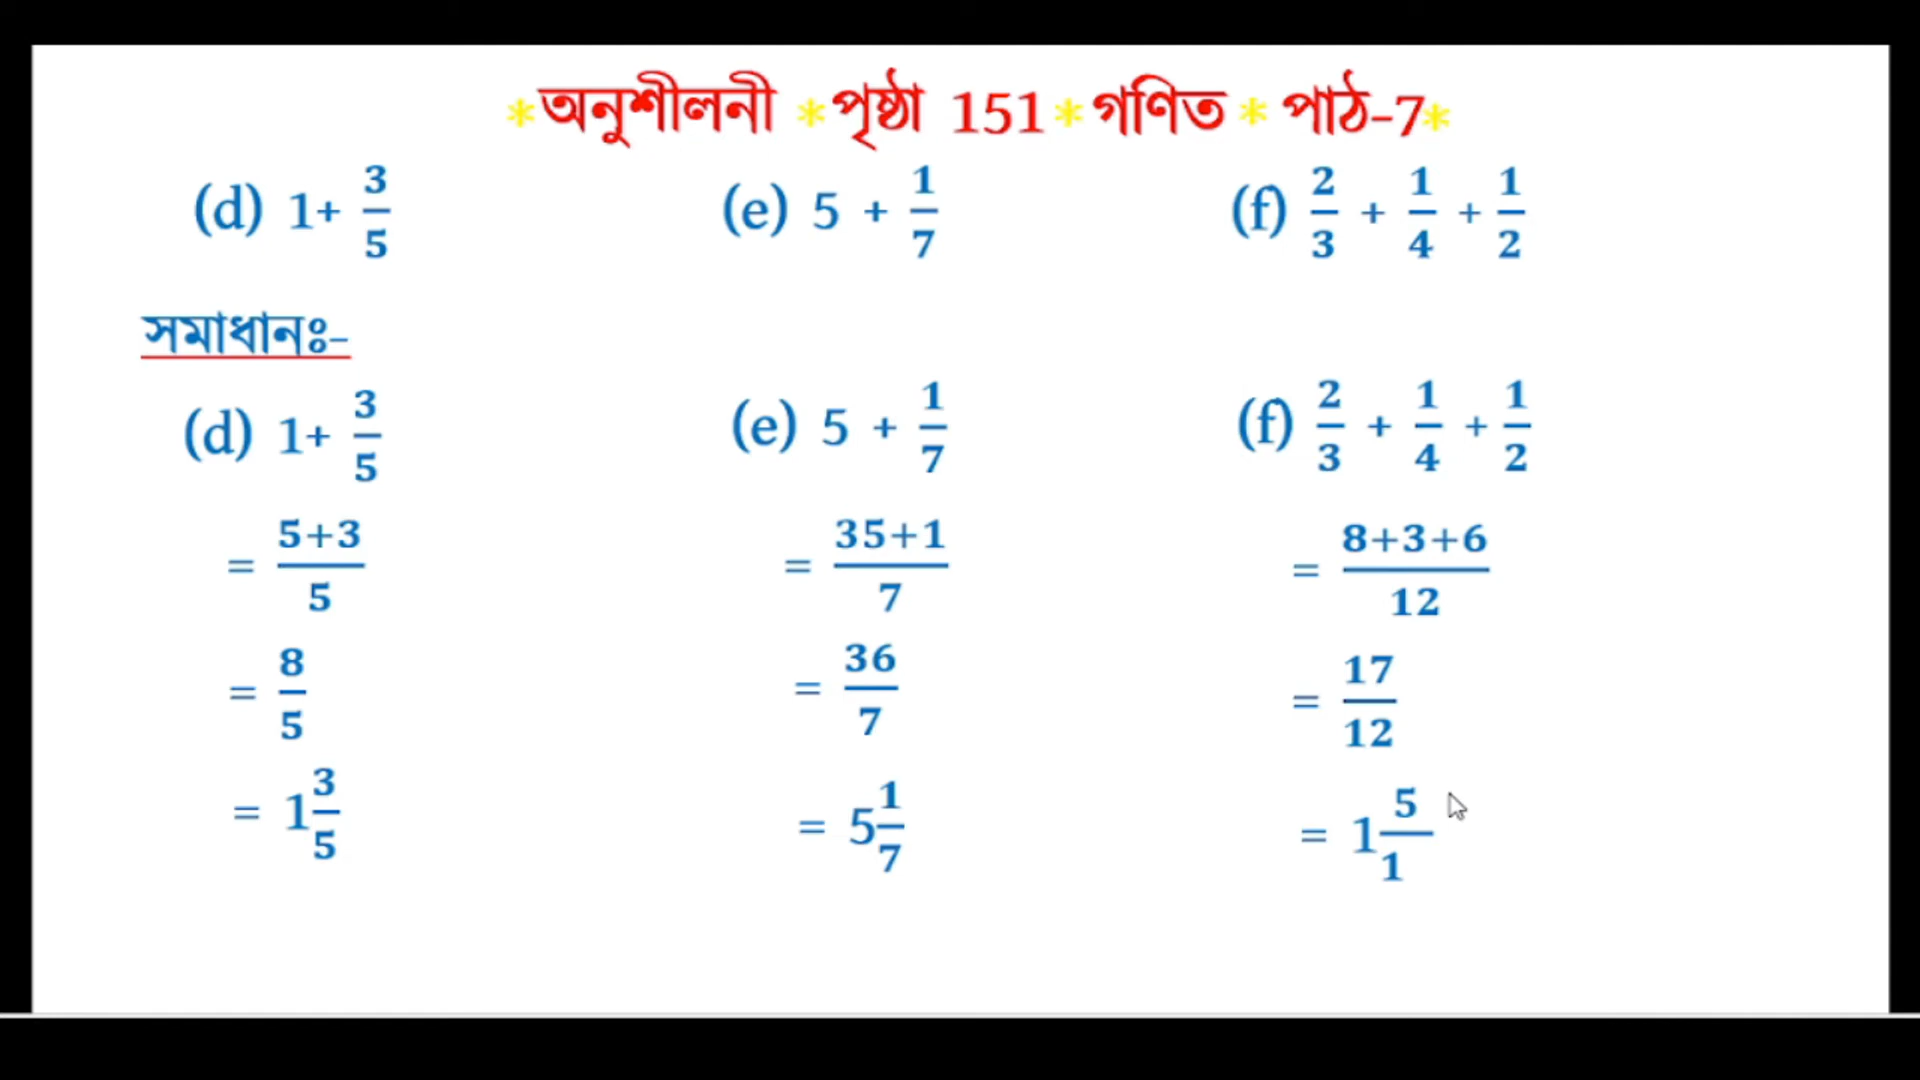 *অনুশীলনী *পৃষ্ঠা 151 * গণিত * পাঠ-7*
(d) 1+ 3/5 (e) 5 + 1/7 (f) 2/3 + 1/4 + 1/2
সমাধানঃ-
(d) 1+ 3/5 (e) 5 + 1/7 (f) 2/3 + 1/4 + 1/2
= 5+3/5 = 35+1/7 = 8+3+6/12
= 8/5 = 36/7 = 17/12
= 1 3/5 = 5 1/7 = 1 5/1